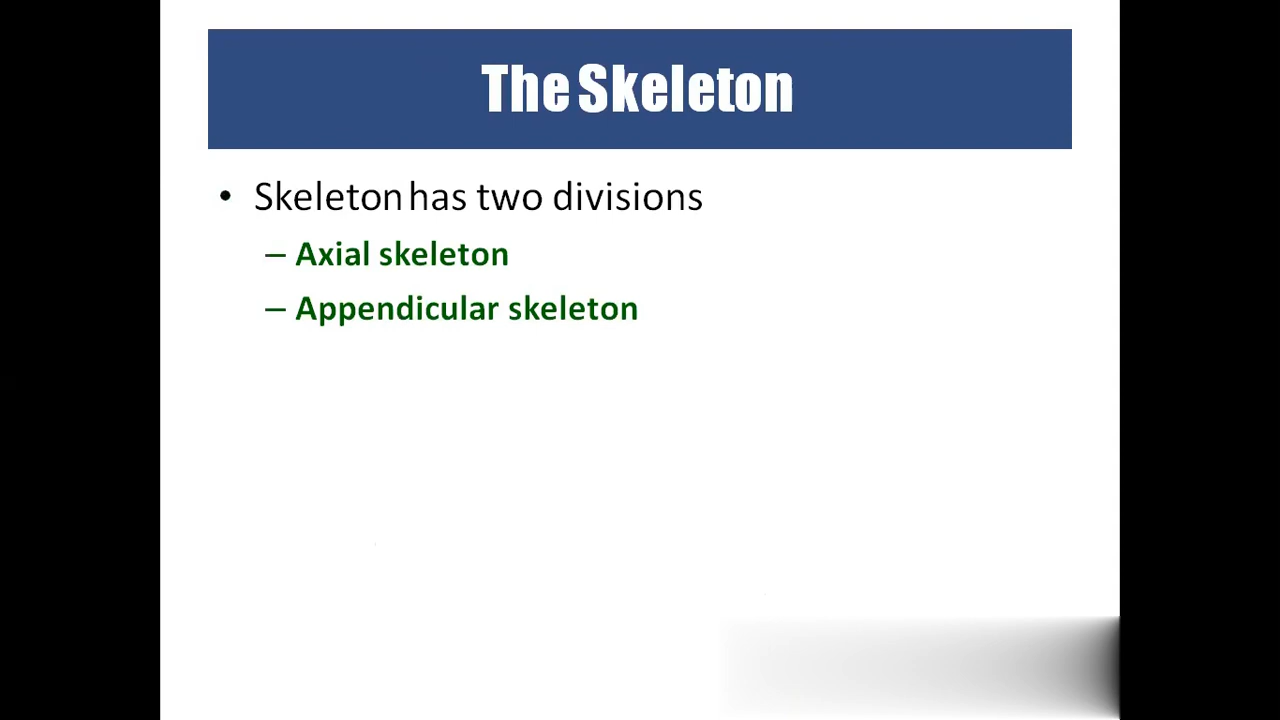 The Skeleton
• Skeleton has two divisions
– Axial skeleton
– Appendicular skeleton